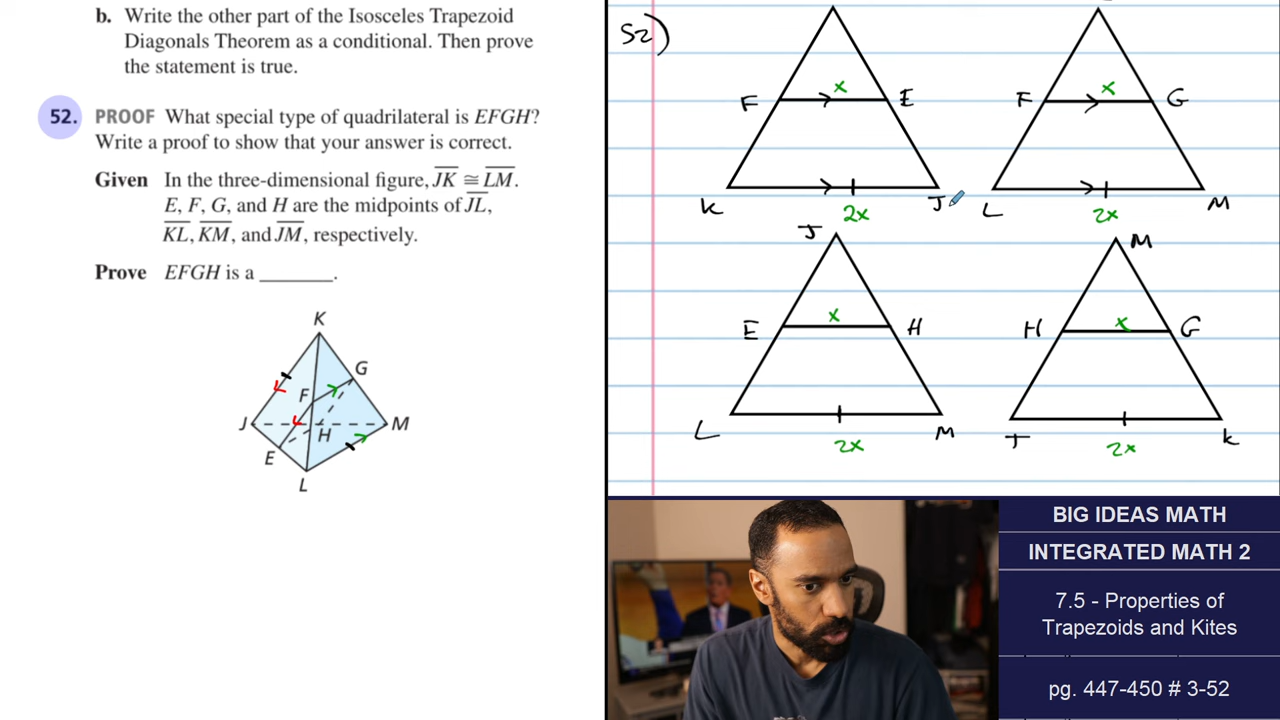 b. Write the other part of the Isosceles Trapezoid
Diagonals Theorem as a conditional. Then prove
the statement is true.
52. PROOF What special type of quadrilateral is EFGH?
Write a proof to show that your answer is correct.
Given In the three-dimensional figure, JK ≅ LM.
E, F, G, and H are the midpoints of JL,
KL, KM, and JM, respectively.
Prove EFGH is a _______.
K
G
F
J
M
H
E
L
52)
F x E
K 2x J
F x G
L 2x M
J
E x H
L 2x M
M
H x G
J 2x K
BIG IDEAS MATH
INTEGRATED MATH 2
7.5 - Properties of
Trapezoids and Kites
pg. 447-450 # 3-52